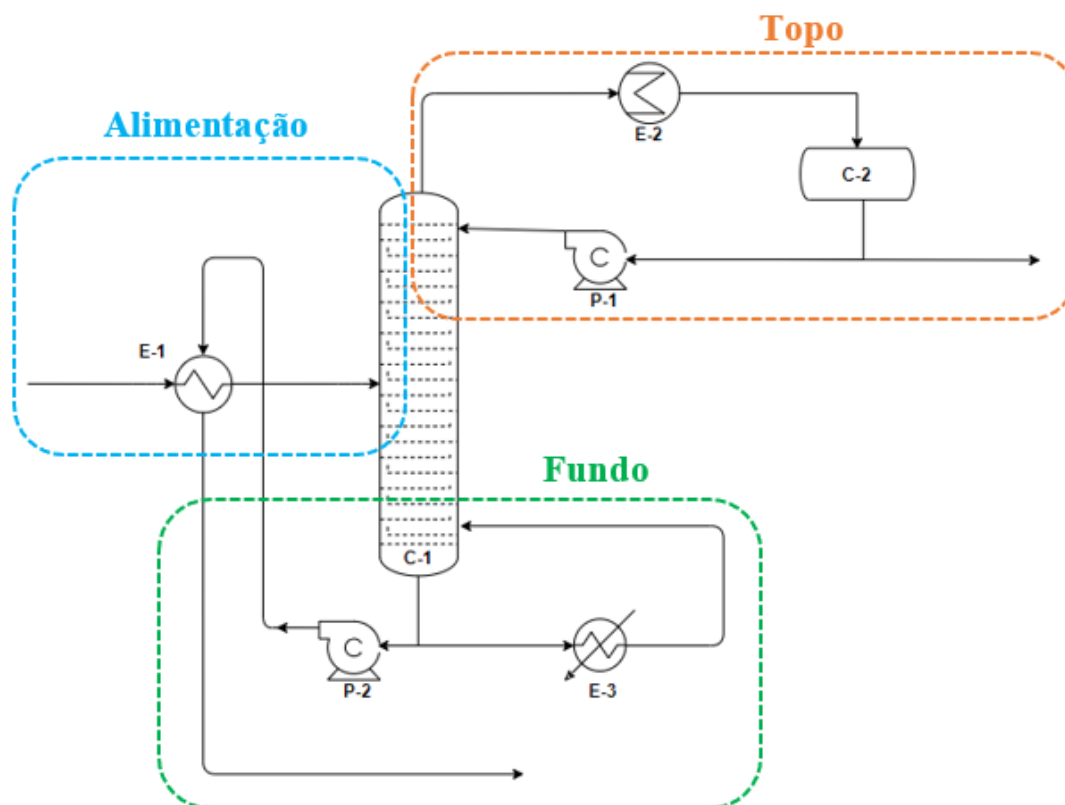 Topo
E-2
Alimentação
C-2
C
P-1
E-1
Fundo
C-1
C
P-2
E-3